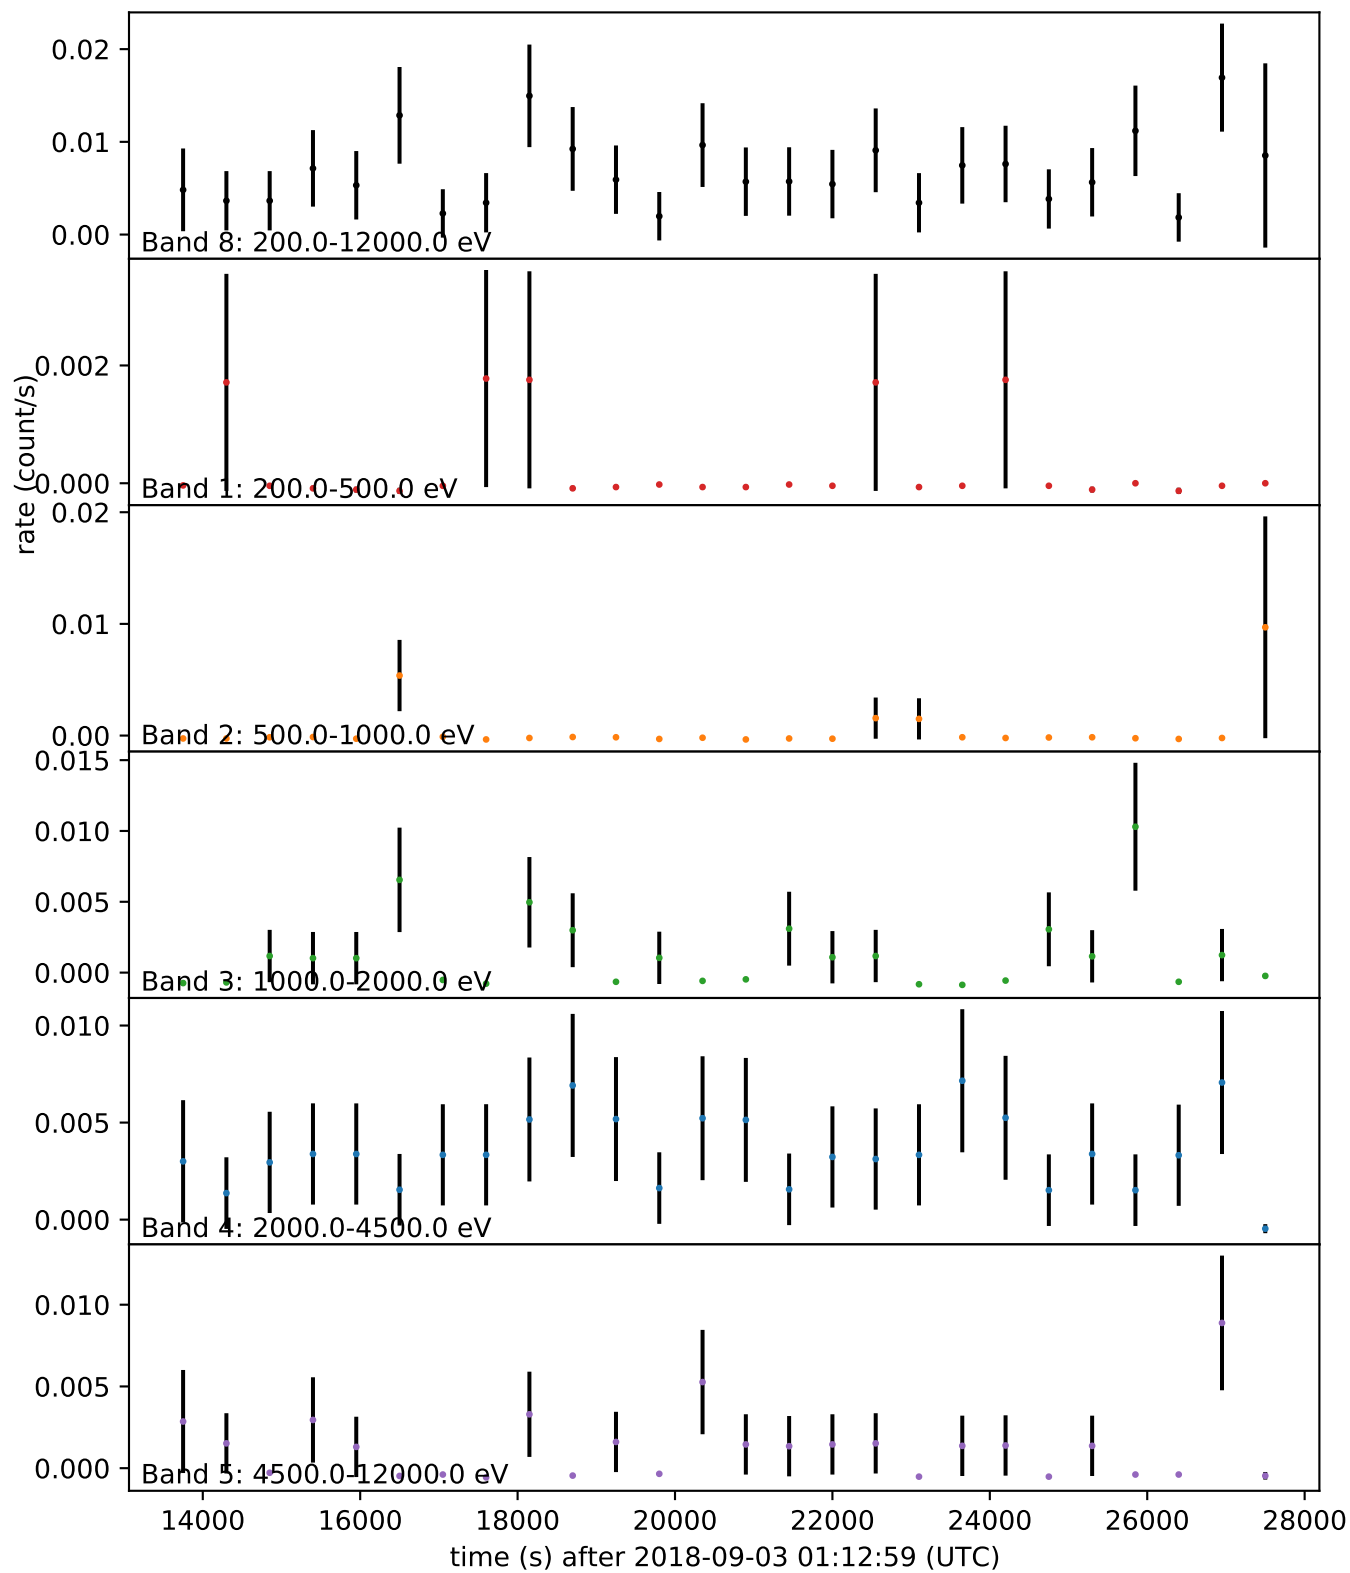 0.02
0.01
0.00
Band 8: 200.0-12000.0 eV
rate (count/s)
0.002
0.000
Band 1: 200.0-500.0 eV
0.02
0.01
0.00
Band 2: 500.0-1000.0 eV
0.015
0.010
0.005
0.000
Band 3: 1000.0-2000.0 eV
0.010
0.005
0.000
Band 4: 2000.0-4500.0 eV
0.010
0.005
0.000
Band 5: 4500.0-12000.0 eV
14000 16000 18000 20000 22000 24000 26000 28000
time (s) after 2018-09-03 01:12:59 (UTC)